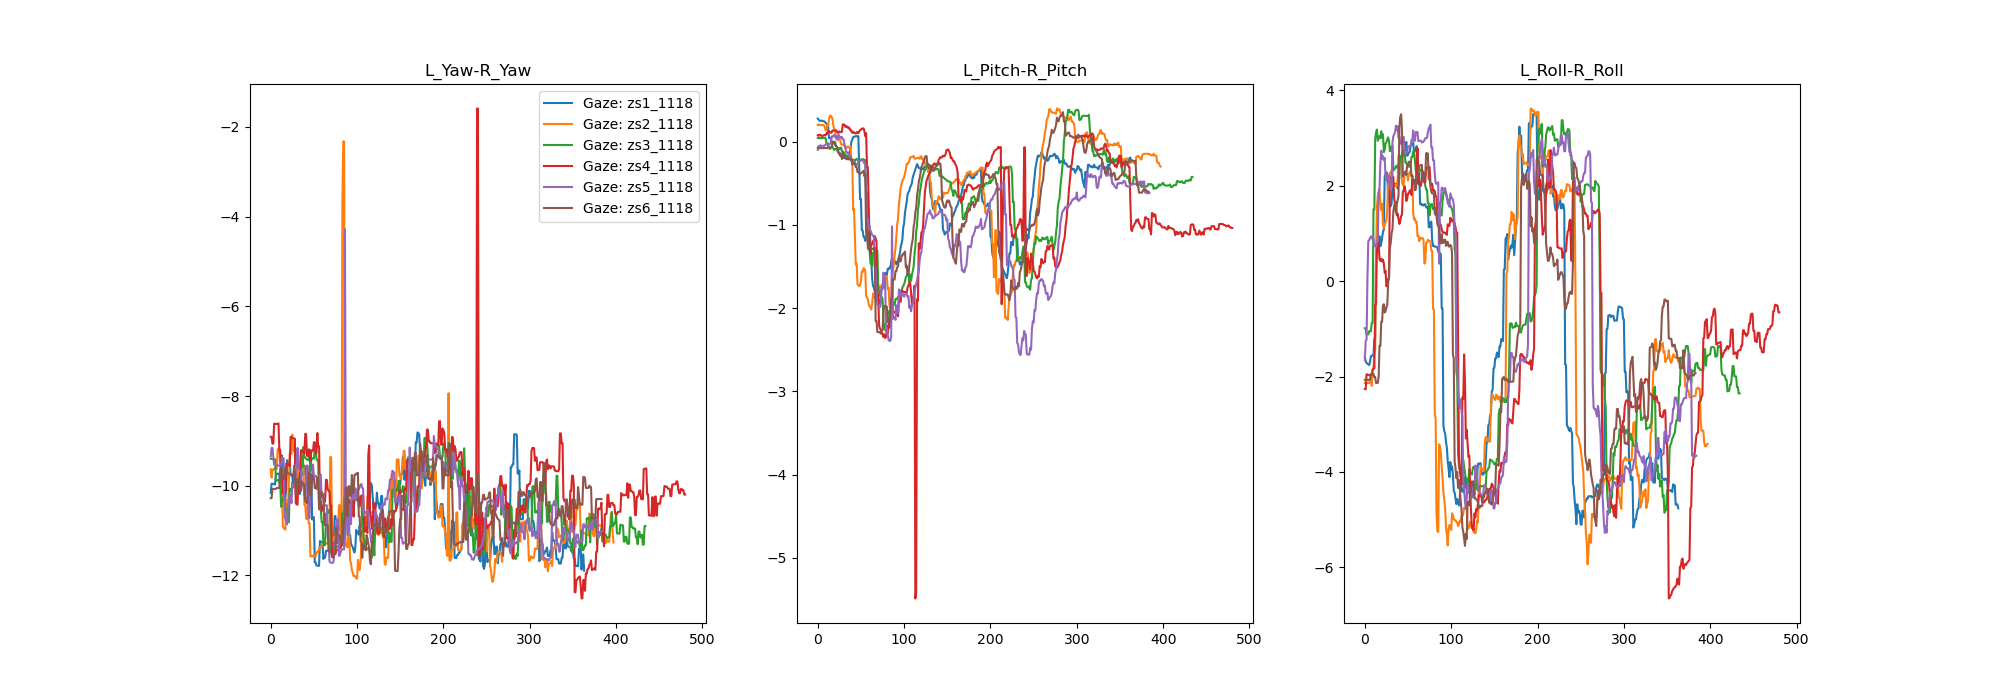 L_Yaw-R_Yaw
−2
−4
−6
−8
−10
−12
0 100 200 300 400 500
Gaze: zs1_1118
Gaze: zs2_1118
Gaze: zs3_1118
Gaze: zs4_1118
Gaze: zs5_1118
Gaze: zs6_1118
L_Pitch-R_Pitch
0
−1
−2
−3
−4
−5
0 100 200 300 400 500
L_Roll-R_Roll
4
2
0
−2
−4
−6
0 100 200 300 400 500